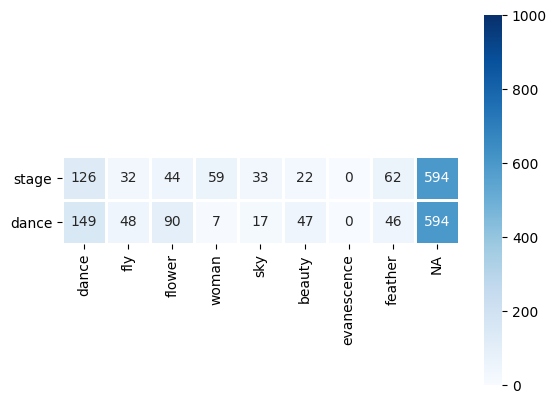 1000
800
600
400
200
0
stage 126 32 44 59 33 22 0 62 594
dance 149 48 90 7 17 47 0 46 594
dance fly flower woman sky beauty evanescence feather NA